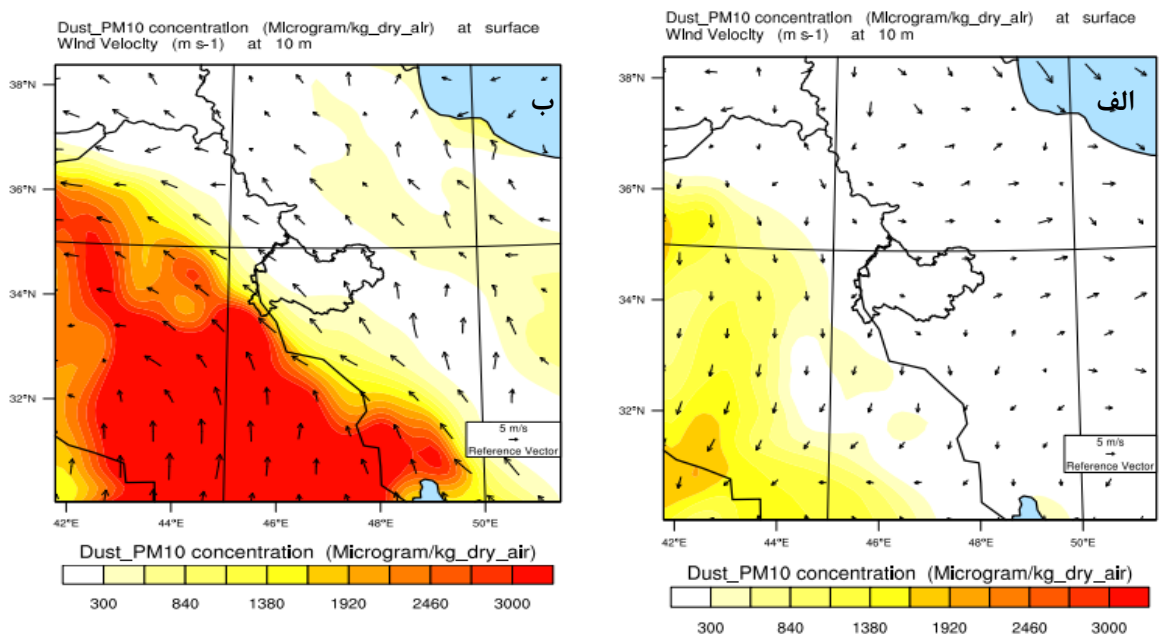 Dust_PM10 concentration (MIcrogram/kg_dry_aIr) at surface
WInd VelocIty (m s-1) at 10 m
38°N
36°N
34°N
32°N
ب
5 m/s
Reference Vector
42°E 44°E 46°E 48°E 50°E
Dust_PM10 concentration (Microgram/kg_dry_air)
300 840 1380 1920 2460 3000
Dust_PM10 concentration (MIcrogram/kg_dry_aIr) at surface
WInd VelocIty (m s-1) at 10 m
38°N
36°N
34°N
32°N
الف
5 m/s
Reference Vector
42°E 44°E 46°E 48°E 50°E
Dust_PM10 concentration (Microgram/kg_dry_air)
300 840 1380 1920 2460 3000